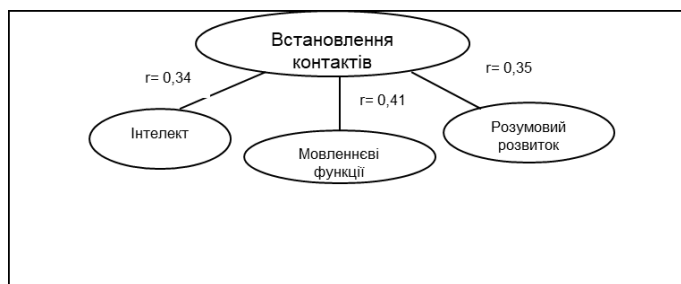 Встановлення
контактів
r= 0,34
r= 0,35
r= 0,41
Інтелект
Мовленнєві
функції
Розумовий
розвиток